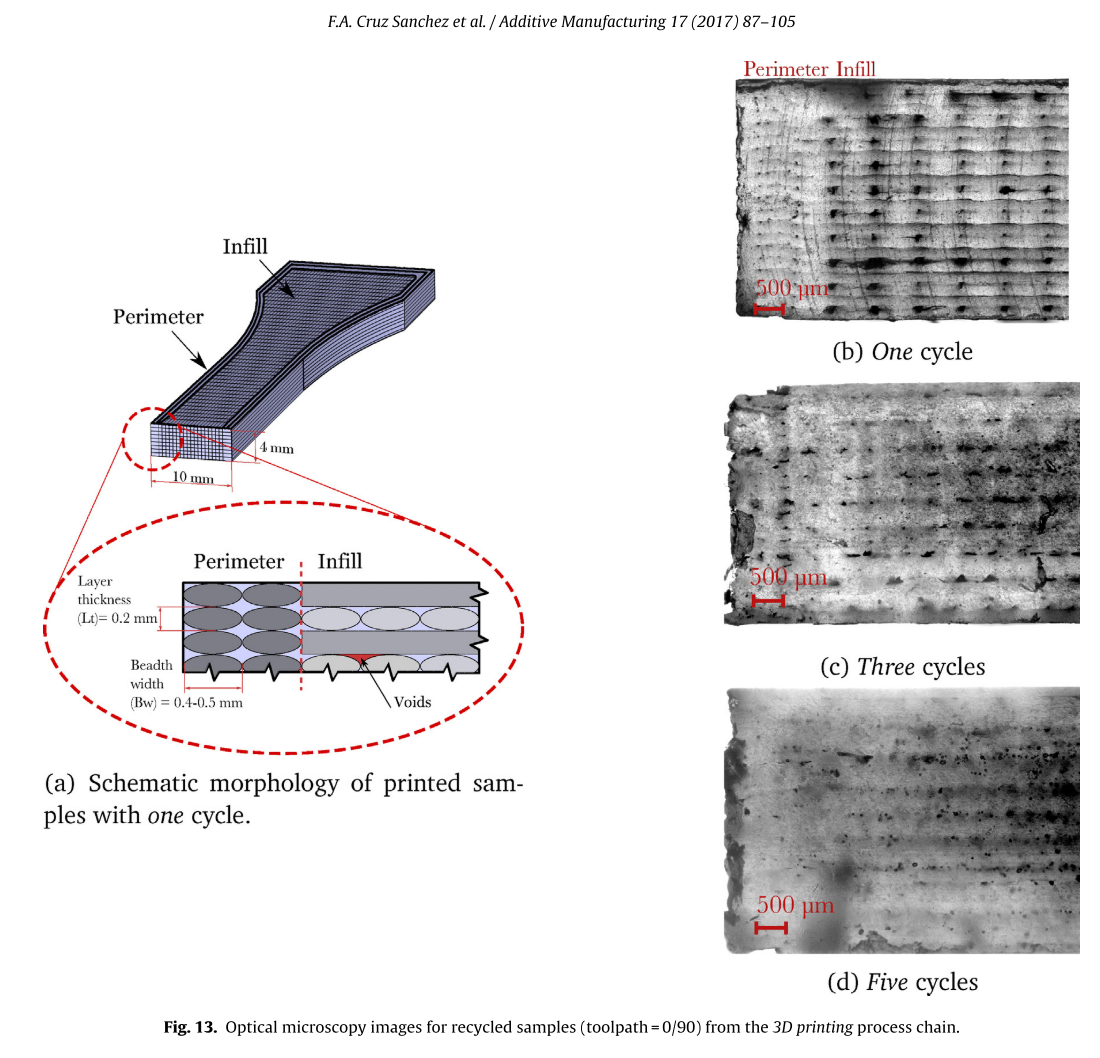 F.A. Cruz Sanchez et al. / Additive Manufacturing 17 (2017) 87–105
Infill
Perimeter
4 mm
10 mm
Perimeter
Infill
Layer
thickness
(Lt)= 0.2 mm
Beadth
width
(Bw) = 0.4-0.5 mm
Voids
(a) Schematic morphology of printed sam-
ples with one cycle.
Perimeter Infill
500 µm
(b) One cycle
500 µm
(c) Three cycles
500 µm
(d) Five cycles
Fig. 13. Optical microscopy images for recycled samples (toolpath = 0/90) from the 3D printing process chain.